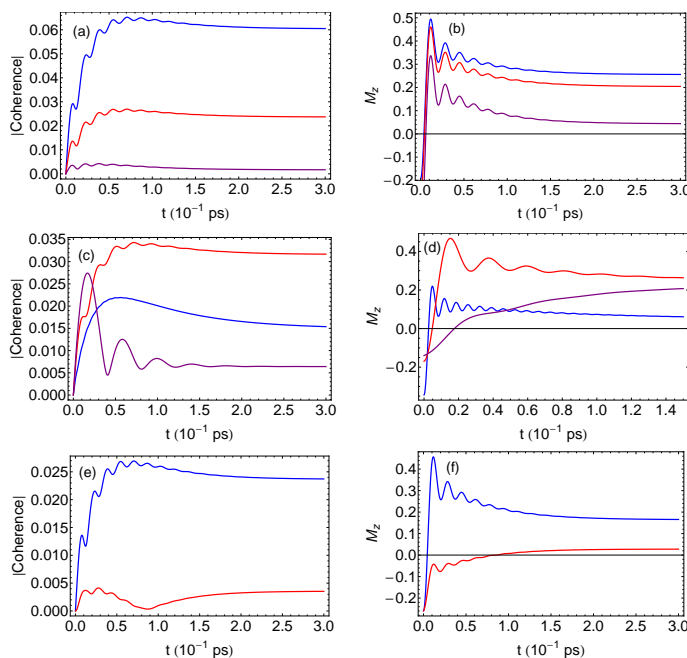 (a)
|Coherence|
0.06
0.05
0.04
0.03
0.02
0.01
0.00
0.0 0.5 1.0 1.5 2.0 2.5 3.0
t (10⁻¹ ps)
(b)
M_z
0.5
0.4
0.3
0.2
0.1
0.0
−0.1
−0.2
0.0 0.5 1.0 1.5 2.0 2.5 3.0
t (10⁻¹ ps)
(c)
|Coherence|
0.035
0.030
0.025
0.020
0.015
0.010
0.005
0.000
0.0 0.5 1.0 1.5 2.0 2.5 3.0
t (10⁻¹ ps)
(d)
M_z
0.4
0.2
0.0
−0.2
0.0 0.2 0.4 0.6 0.8 1.0 1.2 1.4
t (10⁻¹ ps)
(e)
|Coherence|
0.025
0.020
0.015
0.010
0.005
0.000
0.0 0.5 1.0 1.5 2.0 2.5 3.0
t (10⁻¹ ps)
(f)
M_z
0.4
0.3
0.2
0.1
0.0
−0.1
−0.2
0.0 0.5 1.0 1.5 2.0 2.5 3.0
t (10⁻¹ ps)